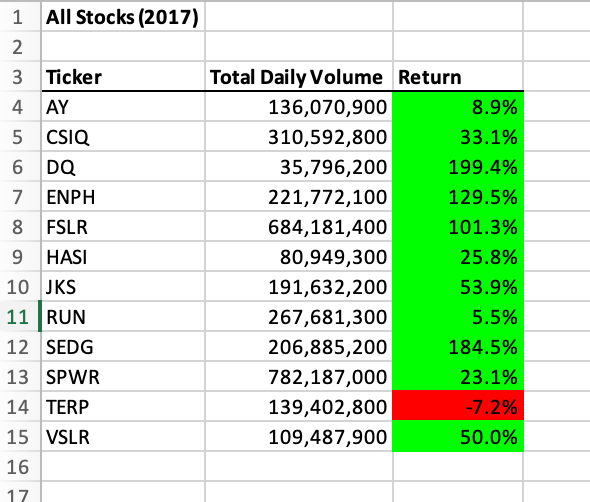 1 All Stocks (2017)
2
3 Ticker Total Daily Volume Return
4 AY 136,070,900 8.9%
5 CSIQ 310,592,800 33.1%
6 DQ 35,796,200 199.4%
7 ENPH 221,772,100 129.5%
8 FSLR 684,181,400 101.3%
9 HASI 80,949,300 25.8%
10 JKS 191,632,200 53.9%
11 RUN 267,681,300 5.5%
12 SEDG 206,885,200 184.5%
13 SPWR 782,187,000 23.1%
14 TERP 139,402,800 -7.2%
15 VSLR 109,487,900 50.0%
16
17